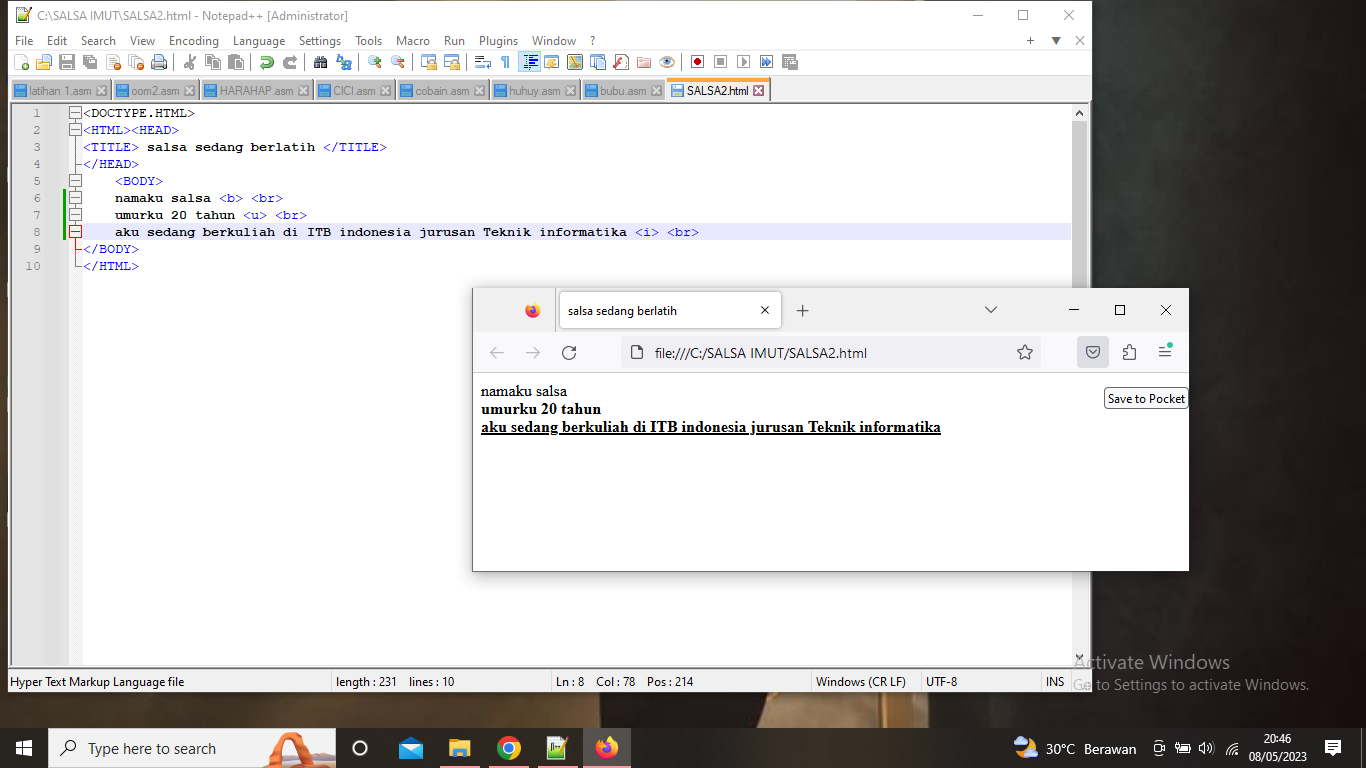 C:\SALSA IMUT\SALSA2.html - Notepad++ [Administrator]
File Edit Search View Encoding Language Settings Tools Macro Run Plugins Window ?
latihan 1.asm oom2.asm HARAHAP.asm CICI.asm cobain.asm huhuy.asm bubu.asm SALSA2.html
1 <DOCTYPE.HTML>
2 <HTML><HEAD>
3 <TITLE> salsa sedang berlatih </TITLE>
4 </HEAD>
5 <BODY>
6 namaku salsa <b> <br>
7 umurku 20 tahun <u> <br>
8 aku sedang berkuliah di ITB indonesia jurusan Teknik informatika <i> <br>
9 </BODY>
10 </HTML>
salsa sedang berlatih
file:///C:/SALSA IMUT/SALSA2.html
namaku salsa
Save to Pocket
umurku 20 tahun
aku sedang berkuliah di ITB indonesia jurusan Teknik informatika
Activate Windows
Go to Settings to activate Windows.
Hyper Text Markup Language file length : 231 lines : 10 Ln : 8 Col : 78 Pos : 214 Windows (CR LF) UTF-8 INS
Type here to search
30°C Berawan
20:46
08/05/2023